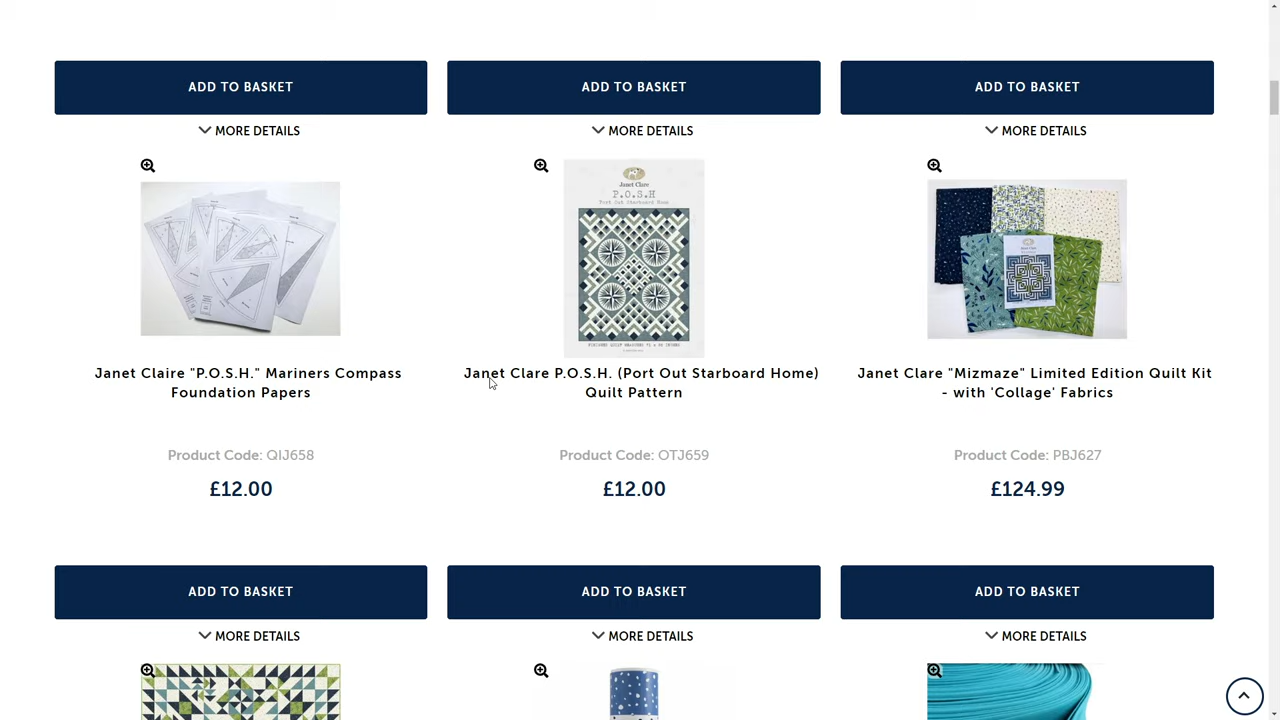 ADD TO BASKET
ADD TO BASKET
ADD TO BASKET
MORE DETAILS
MORE DETAILS
MORE DETAILS
Janet Clare
P.O.S.H
Port Out Starboard Home
Janet Claire "P.O.S.H." Mariners Compass
Foundation Papers
Janet Clare P.O.S.H. (Port Out Starboard Home)
Quilt Pattern
Janet Clare "Mizmaze" Limited Edition Quilt Kit
- with 'Collage' Fabrics
Product Code: QIJ658
Product Code: OTJ659
Product Code: PBJ627
£12.00
£12.00
£124.99
ADD TO BASKET
ADD TO BASKET
ADD TO BASKET
MORE DETAILS
MORE DETAILS
MORE DETAILS